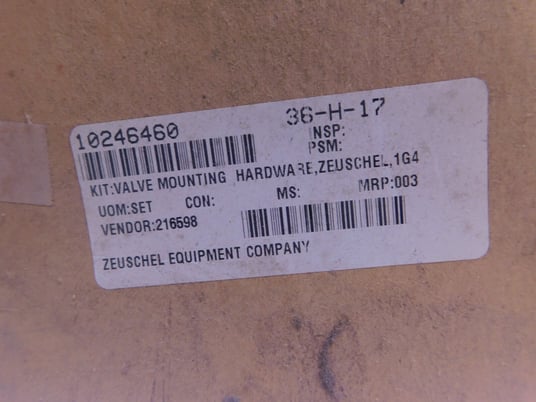 10246460 36-H-17
INSP:
PSM:
KIT:VALVE MOUNTING HARDWARE,ZEUSCHEL,1G4
UOM:SET CON: MS: MRP:003
VENDOR:216598
ZEUSCHEL EQUIPMENT COMPANY